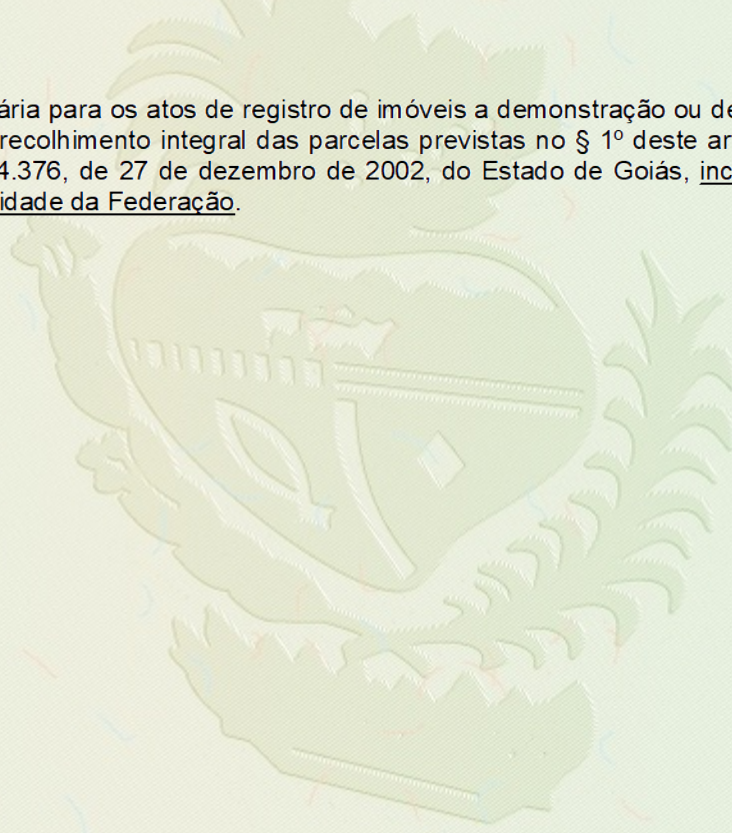 ária para os atos de registro de imóveis a demonstração ou de
recolhimento integral das parcelas previstas no § 1º deste ar
4.376, de 27 de dezembro de 2002, do Estado de Goiás, inc
idade da Federação.